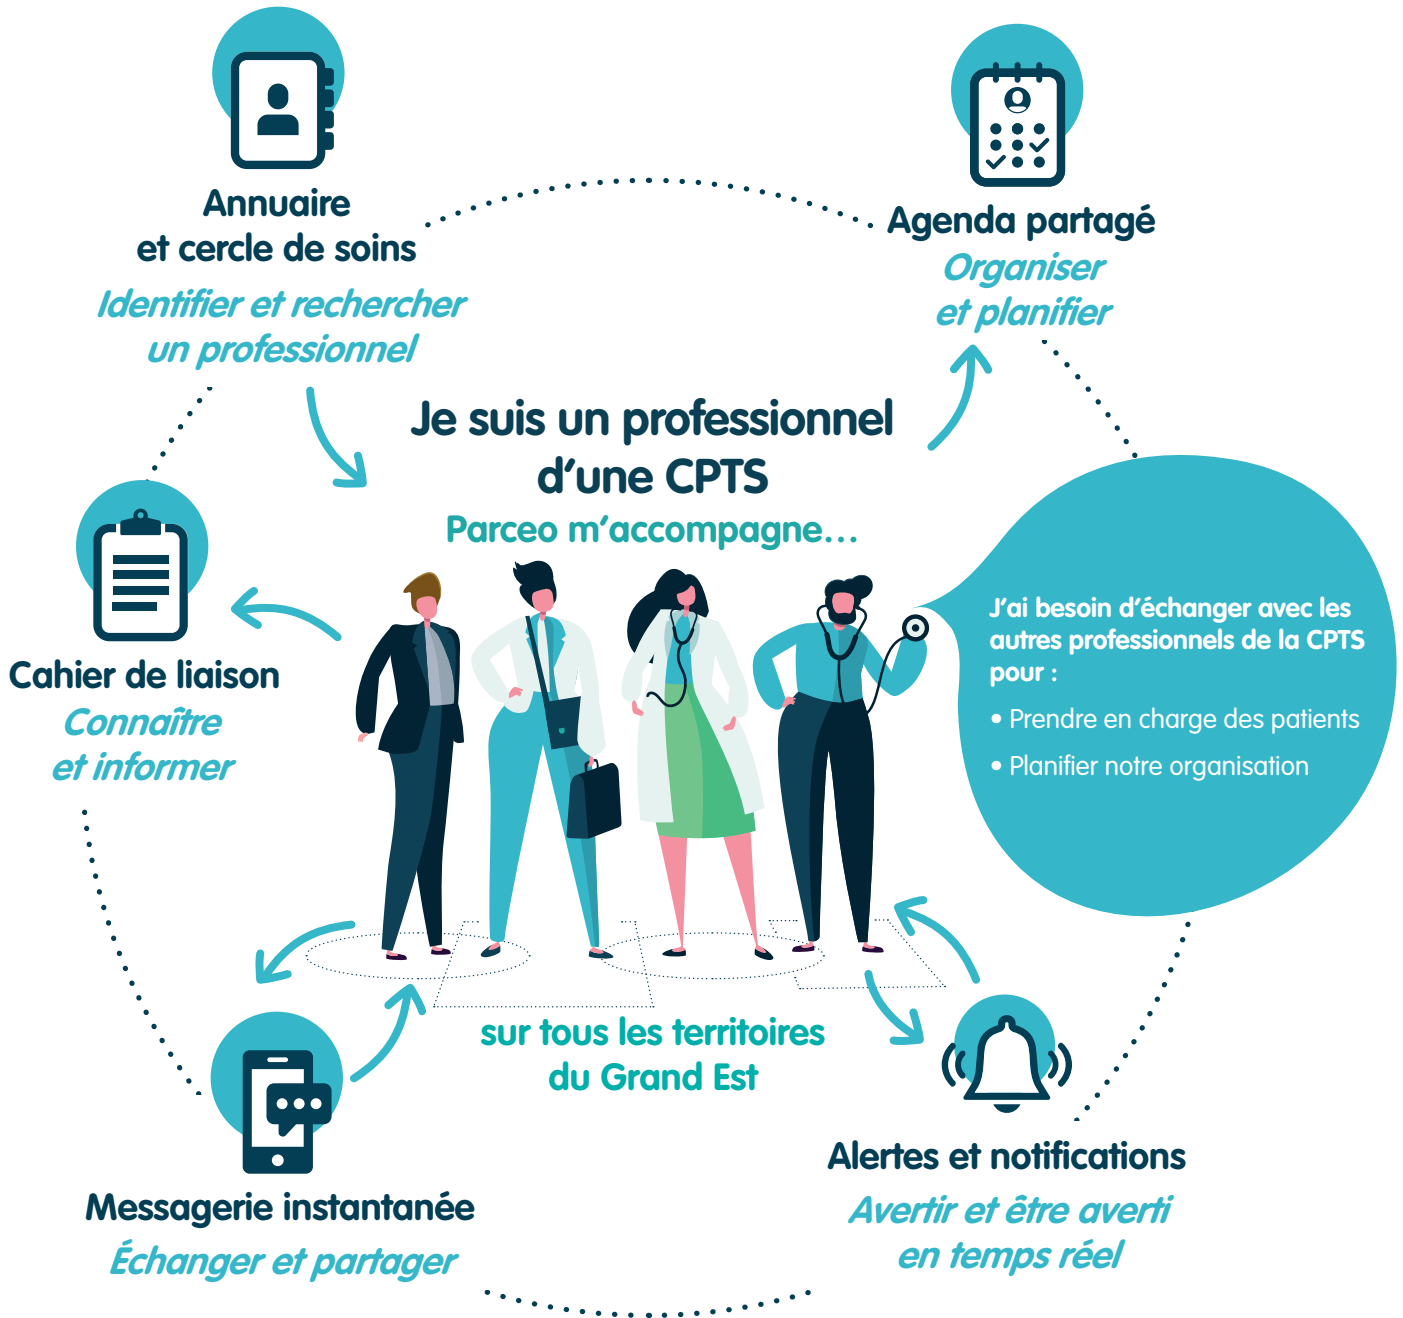 Annuaire
et cercle de soins
Identifier et rechercher
un professionnel
Agenda partagé
Organiser
et planifier
Je suis un professionnel
d'une CPTS
Parceo m'accompagne...
J'ai besoin d'échanger avec les
autres professionnels de la CPTS
pour :
• Prendre en charge des patients
• Planifier notre organisation
Cahier de liaison
Connaître
et informer
sur tous les territoires
du Grand Est
Messagerie instantanée
Échanger et partager
Alertes et notifications
Avertir et être averti
en temps réel